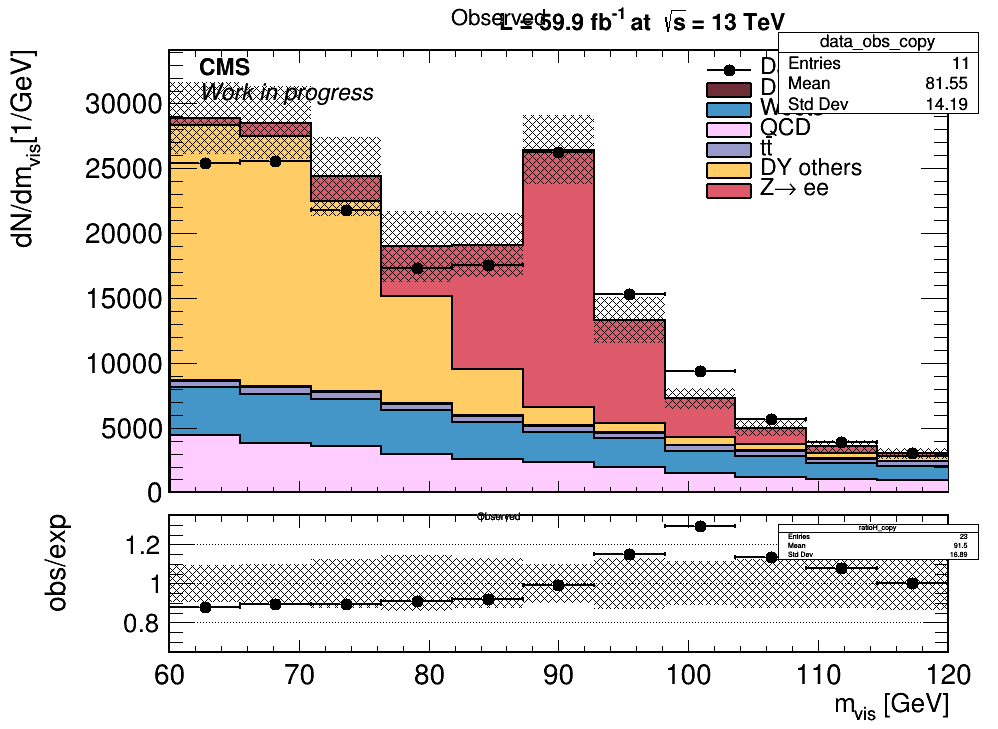 Observed
L = 59.9 fb⁻¹ at √s = 13 TeV
dN/dm_vis[1/GeV]
CMS
Work in progress
data_obs_copy
Entries 11
Mean 81.55
Std Dev 14.19
QCD
tt
DY others
Z→ ee
30000
25000
20000
15000
10000
5000
0
obs/exp
Observed
ratioH_copy
Entries 23
Mean 91.5
Std Dev 16.89
1.2
1
0.8
60 70 80 90 100 110 120
m_vis [GeV]